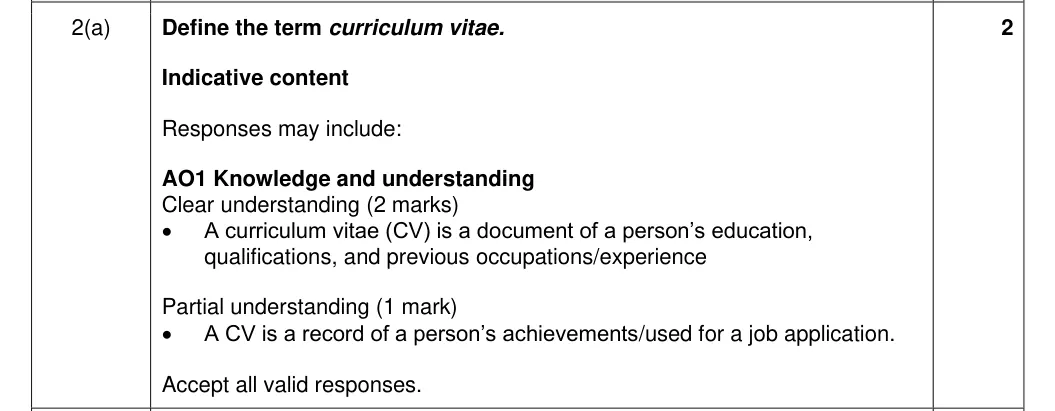 2(a) Define the term curriculum vitae. 2
Indicative content
Responses may include:
AO1 Knowledge and understanding
Clear understanding (2 marks)
• A curriculum vitae (CV) is a document of a person’s education,
qualifications, and previous occupations/experience
Partial understanding (1 mark)
• A CV is a record of a person’s achievements/used for a job application.
Accept all valid responses.